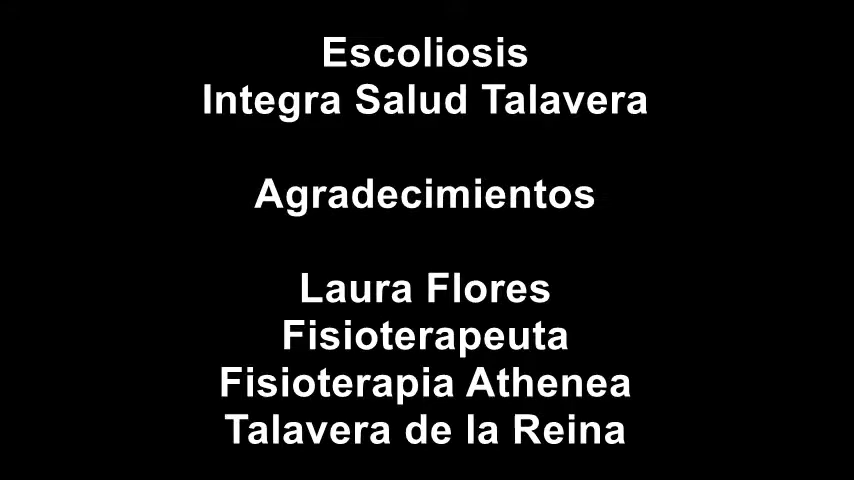 Escoliosis
Integra Salud Talavera
Agradecimientos
Laura Flores
Fisioterapeuta
Fisioterapia Athenea
Talavera de la Reina